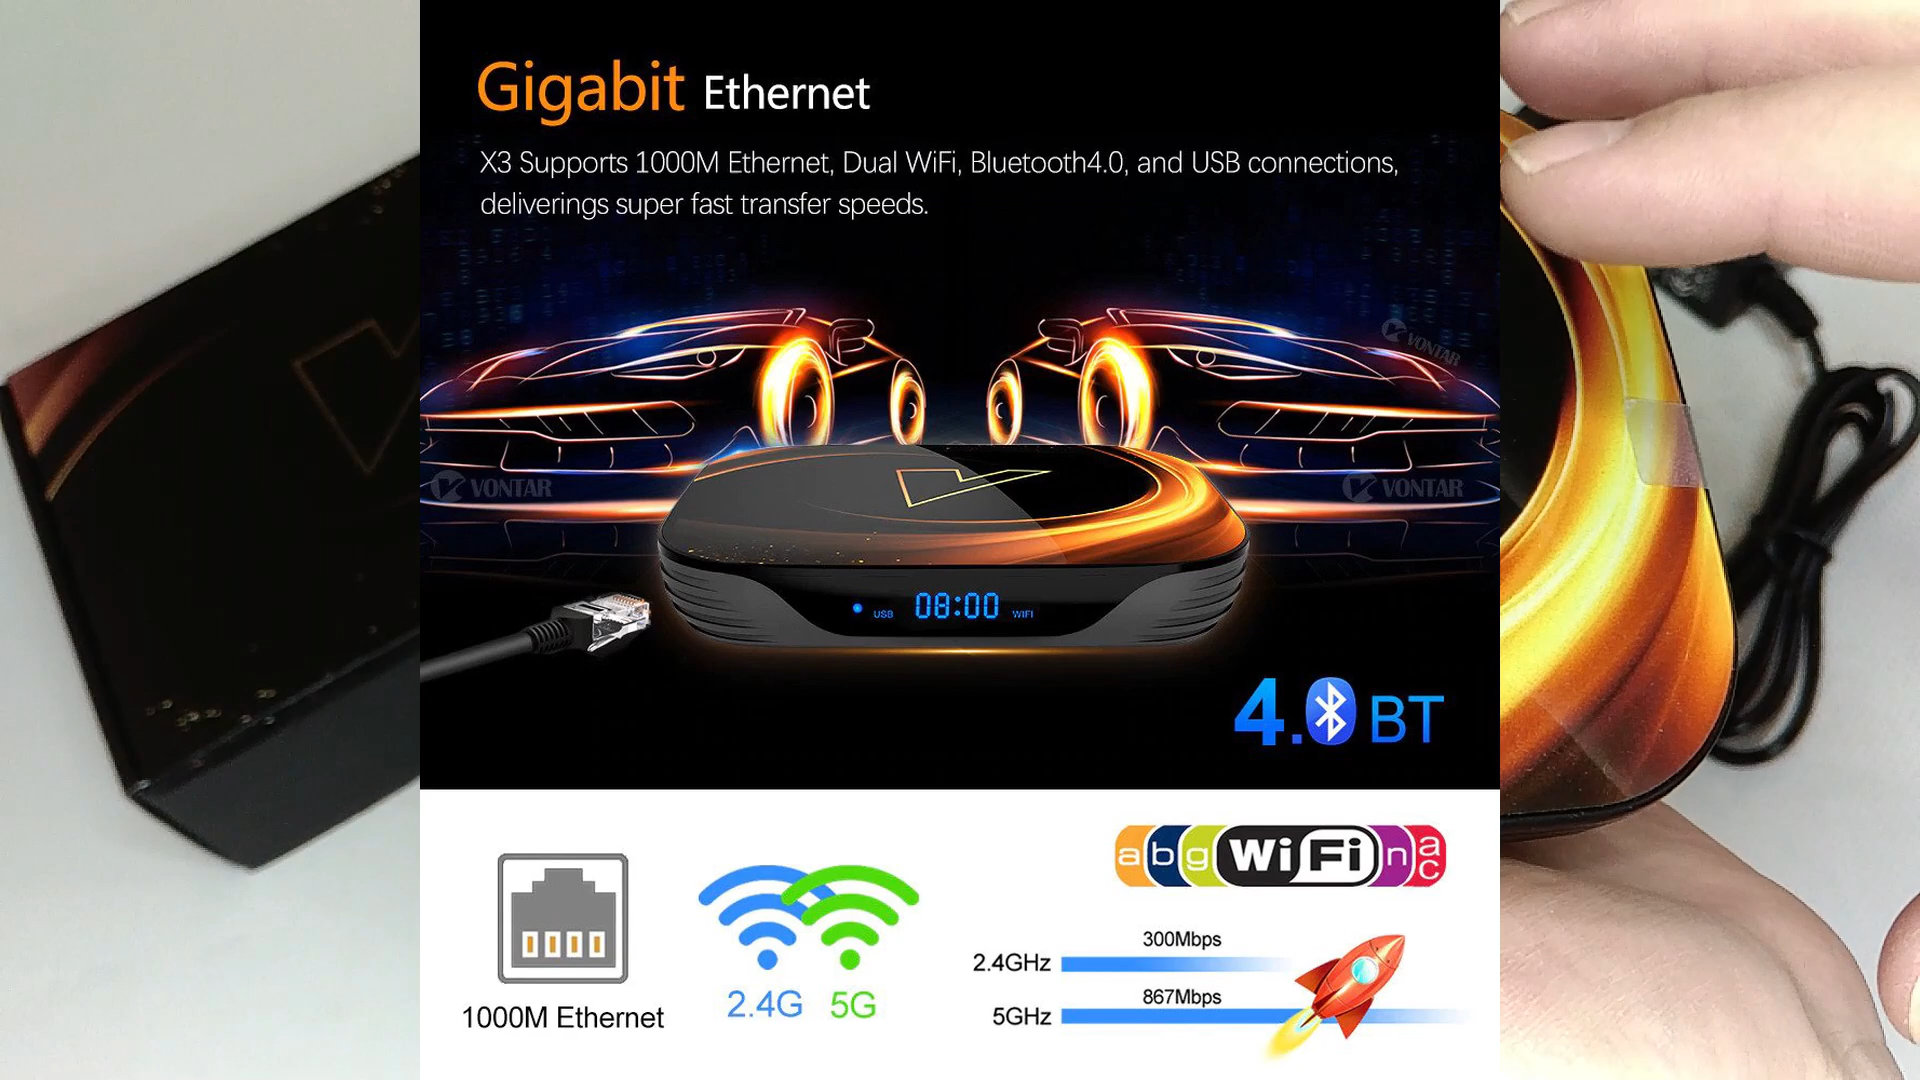 Gigabit Ethernet
X3 Supports 1000M Ethernet, Dual WiFi, Bluetooth4.0, and USB connections,
deliverings super fast transfer speeds.
VONTAR
VONTAR
VONTAR
USB 08:00 WIFI
4.0 BT
a b g WiFi n ac
1000M Ethernet
2.4G 5G
2.4GHz 300Mbps
5GHz 867Mbps